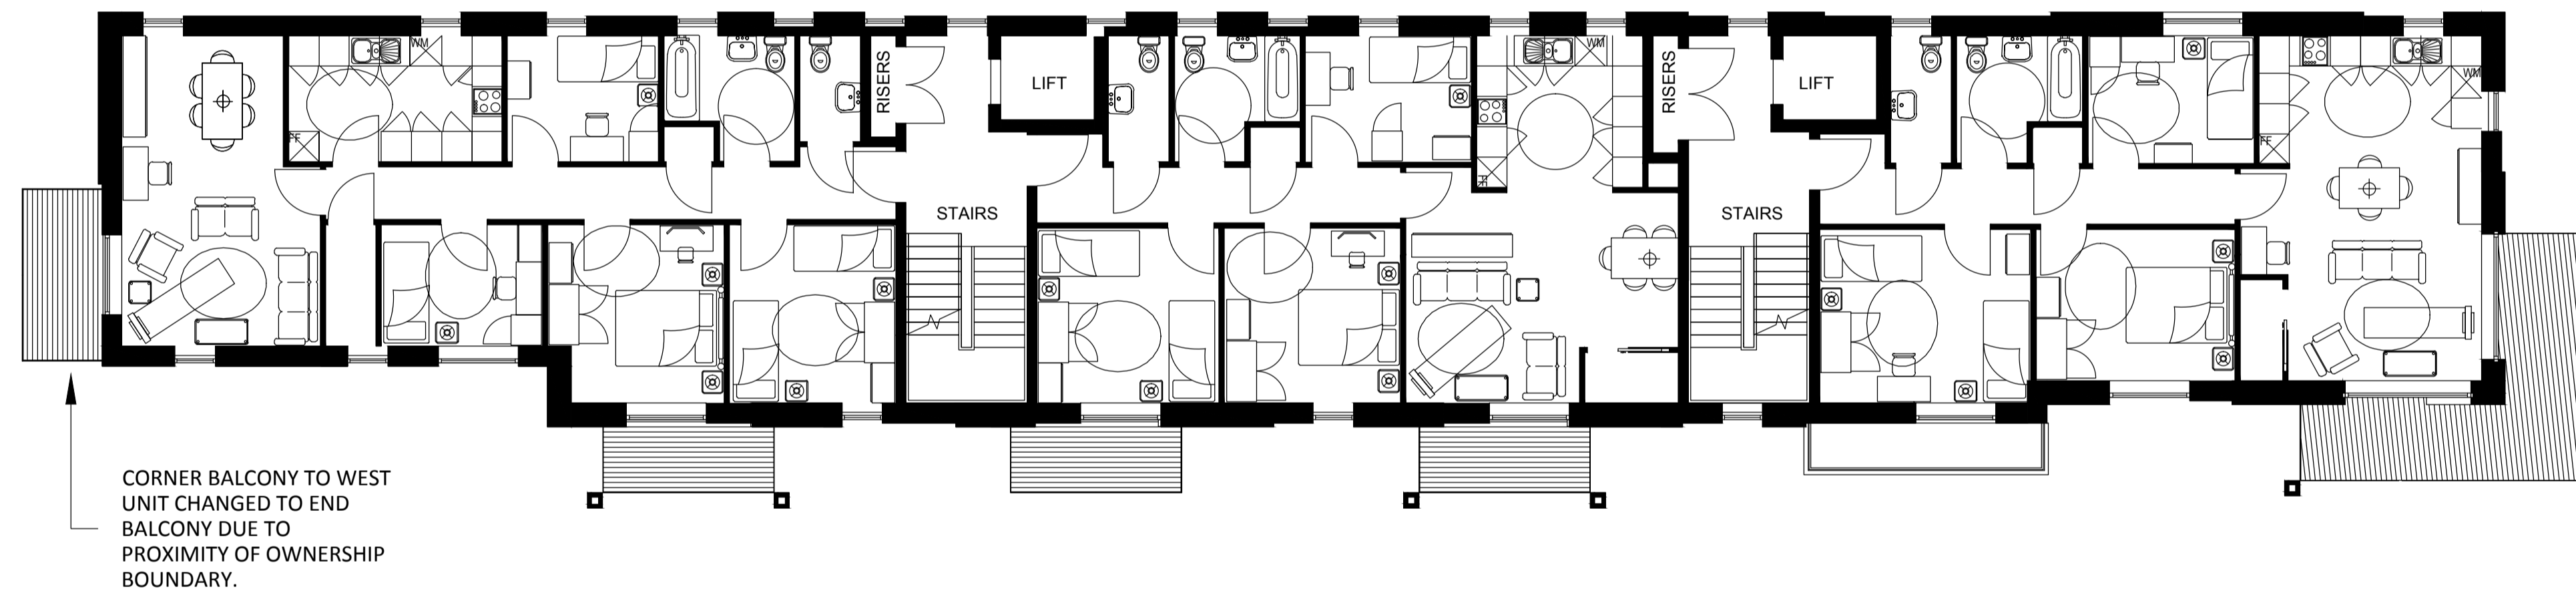 WM
WM
RISERS
LIFT
RISERS
LIFT
WM
FF
FF
FF
STAIRS
STAIRS
CORNER BALCONY TO WEST
UNIT CHANGED TO END
BALCONY DUE TO
PROXIMITY OF OWNERSHIP
BOUNDARY.